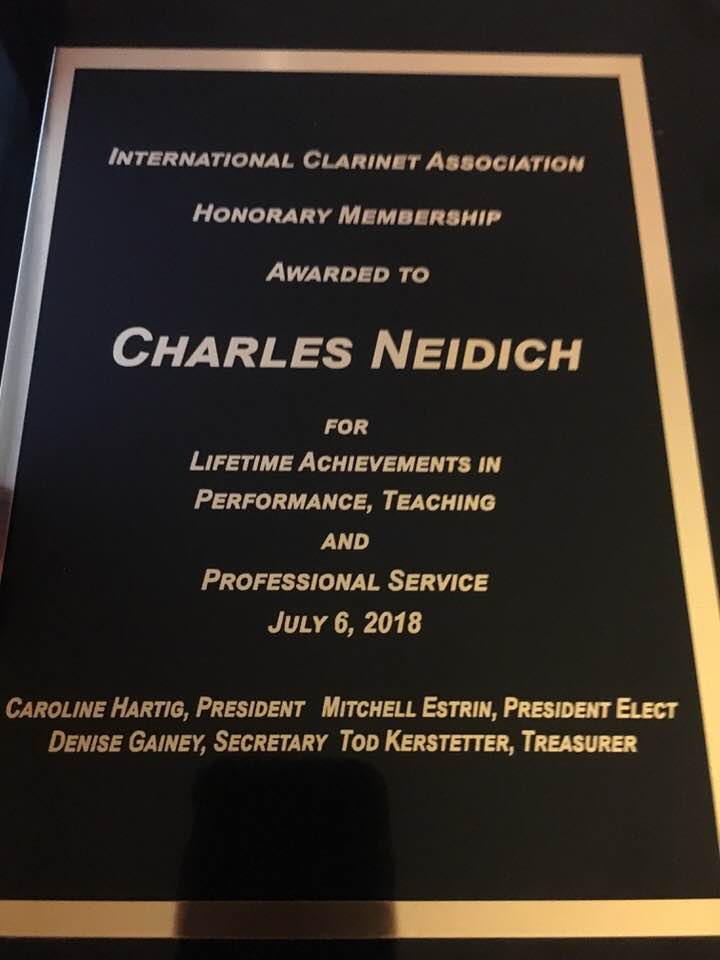 INTERNATIONAL CLARINET ASSOCIATION
HONORARY MEMBERSHIP
AWARDED TO
CHARLES NEIDICH
FOR
LIFETIME ACHIEVEMENTS IN
PERFORMANCE, TEACHING
AND
PROFESSIONAL SERVICE
JULY 6, 2018
CAROLINE HARTIG, PRESIDENT MITCHELL ESTRIN, PRESIDENT ELECT
DENISE GAINEY, SECRETARY TOD KERSTETTER, TREASURER